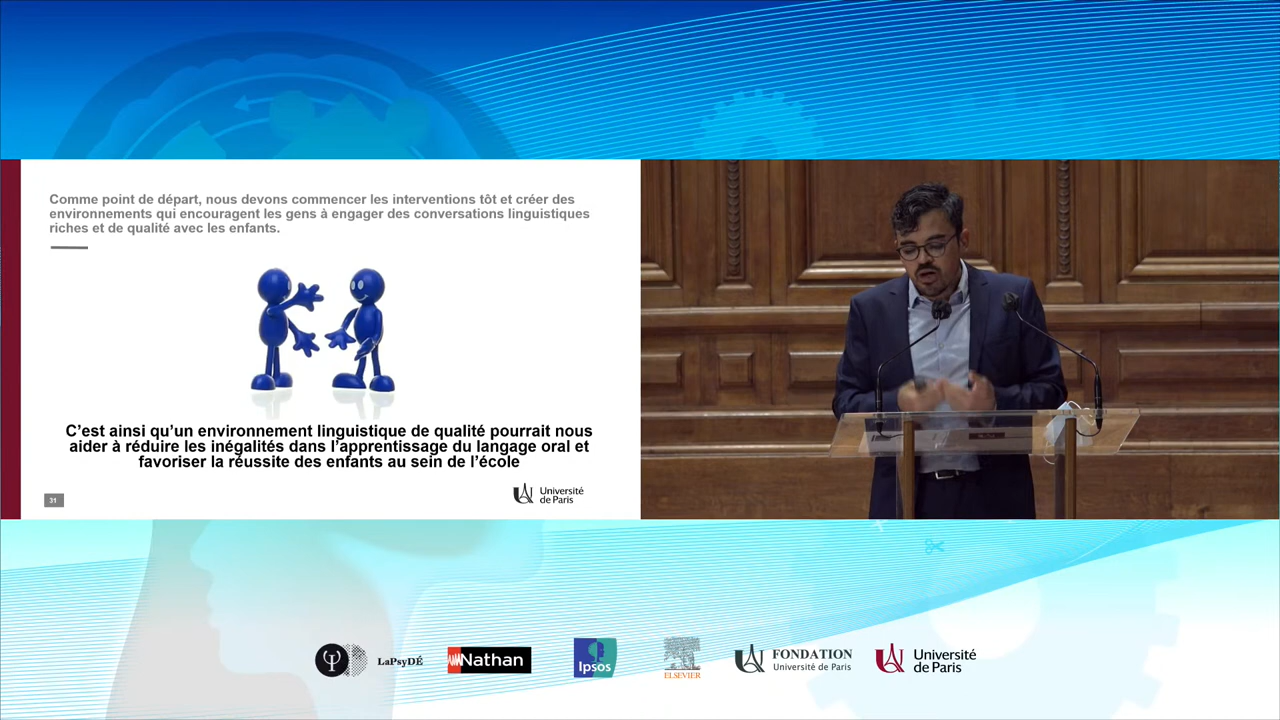 Comme point de départ, nous devons commencer les interventions tôt et créer des
environnements qui encouragent les gens à engager des conversations linguistiques
riches et de qualité avec les enfants.
C’est ainsi qu’un environnement linguistique de qualité pourrait nous
aider à réduire les inégalités dans l’apprentissage du langage oral et
favoriser la réussite des enfants au sein de l’école
31
Université
de Paris
LaPsyDÉ
Nathan
Ipsos
ELSEVIER
FONDATION
Université de Paris
Université
de Paris